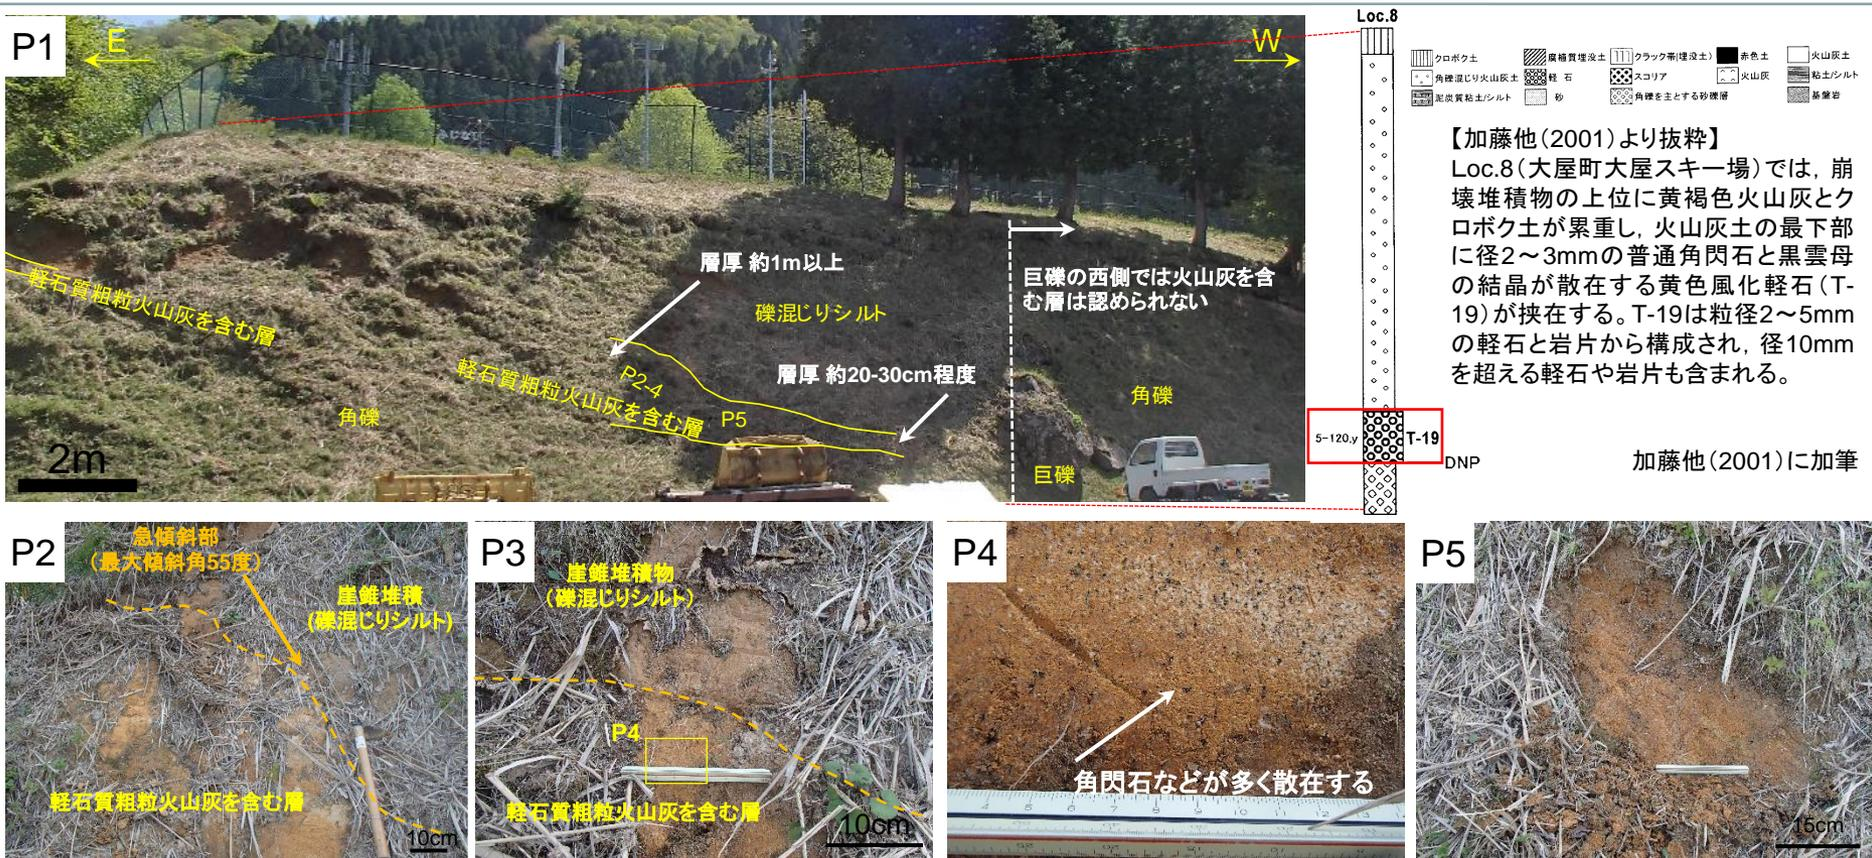 P1
E
W
軽石質粗粒火山灰を含む層
層厚 約1m以上
礫混じりシルト
巨礫の西側では火山灰を含
む層は認められない
P2-4
軽石質粗粒火山灰を含む層
P5
層厚 約20-30cm程度
角礫
角礫
巨礫
2m
Loc.8
5-120,y
T-19
DNP
クロボク土
腐植質埋没土
クラック帯(埋没土)
赤色土
火山灰土
角礫混じり火山灰土
軽 石
スコリア
火山灰
粘土/シルト
泥炭質粘土/シルト
砂
角礫を主とする砂礫層
基盤岩
【加藤他(2001)より抜粋】
Loc.8(大屋町大屋スキー場)では, 崩
壊堆積物の上位に黄褐色火山灰とク
ロボク土が累重し, 火山灰土の最下部
に径2～3mmの普通角閃石と黒雲母
の結晶が散在する黄色風化軽石(T-
19)が挟在する。T-19は粒径2～5mm
の軽石と岩片から構成され, 径10mm
を超える軽石や岩片も含まれる。
加藤他(2001)に加筆
P2
急傾斜部
(最大傾斜角55度)
崖錐堆積
(礫混じりシルト)
軽石質粗粒火山灰を含む層
10cm
P3
崖錐堆積物
(礫混じりシルト)
P4
軽石質粗粒火山灰を含む層
10cm
P4
角閃石などが多く散在する
P5
15cm